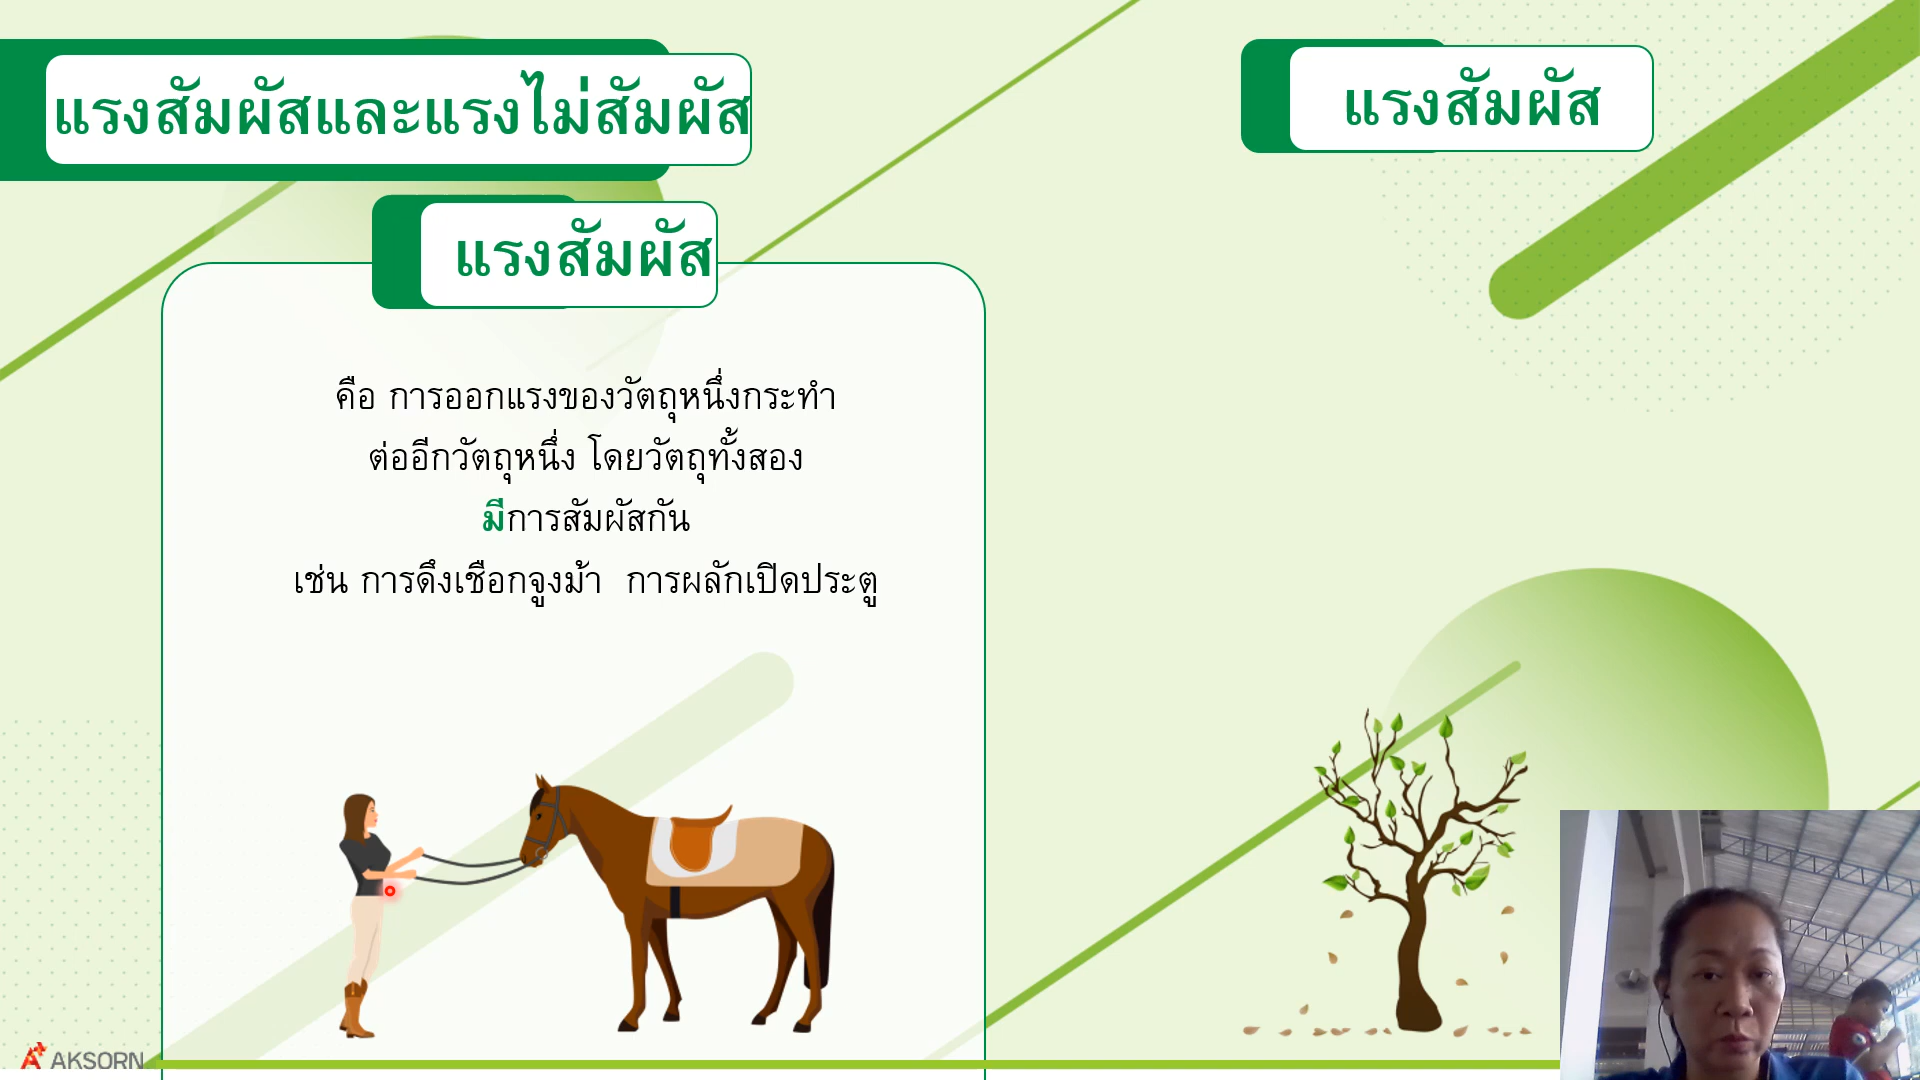 แรงสัมผัสและแรงไม่สัมผัส
แรงสัมผัส
แรงสัมผัส
คือ การออกแรงของวัตถุหนึ่งกระทำ
ต่ออีกวัตถุหนึ่ง โดยวัตถุทั้งสอง
มีการสัมผัสกัน
เช่น การดึงเชือกจูงม้า การผลักเปิดประตู
AKSORN